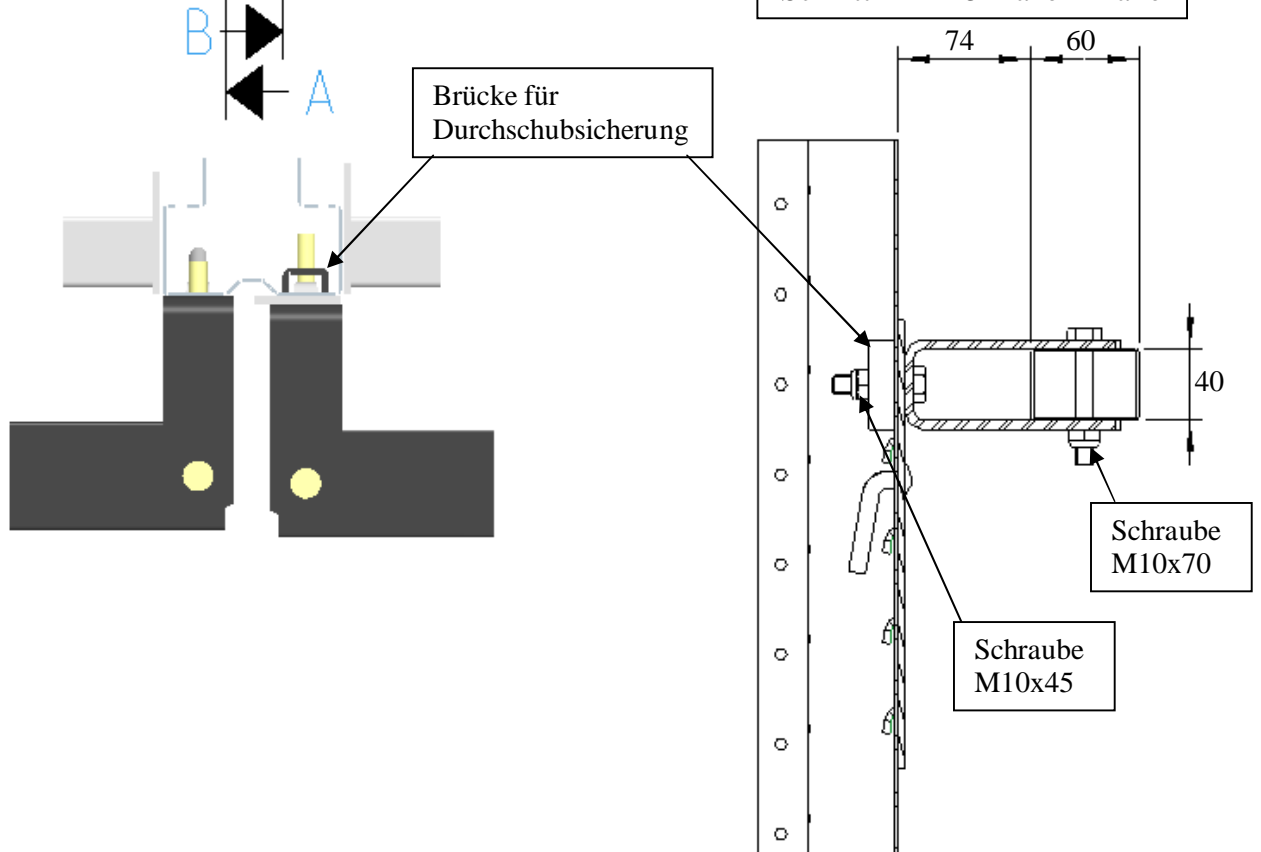 B
A
Brücke für
Durchschubsicherung
74
60
40
Schraube
M10x70
Schraube
M10x45